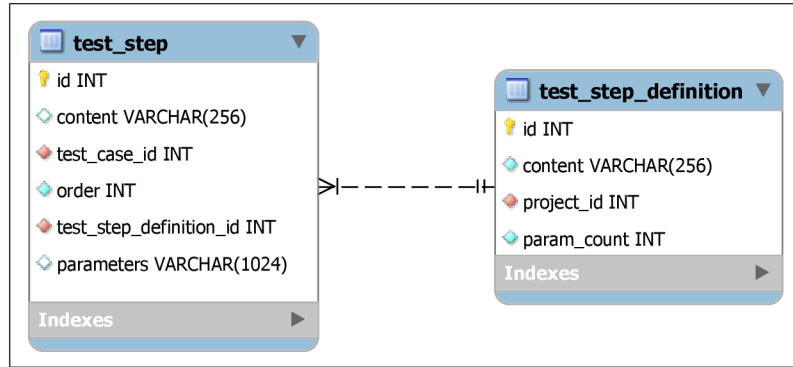 test_step
id INT
content VARCHAR(256)
test_case_id INT
order INT
test_step_definition_id INT
parameters VARCHAR(1024)
Indexes
test_step_definition
id INT
content VARCHAR(256)
project_id INT
param_count INT
Indexes